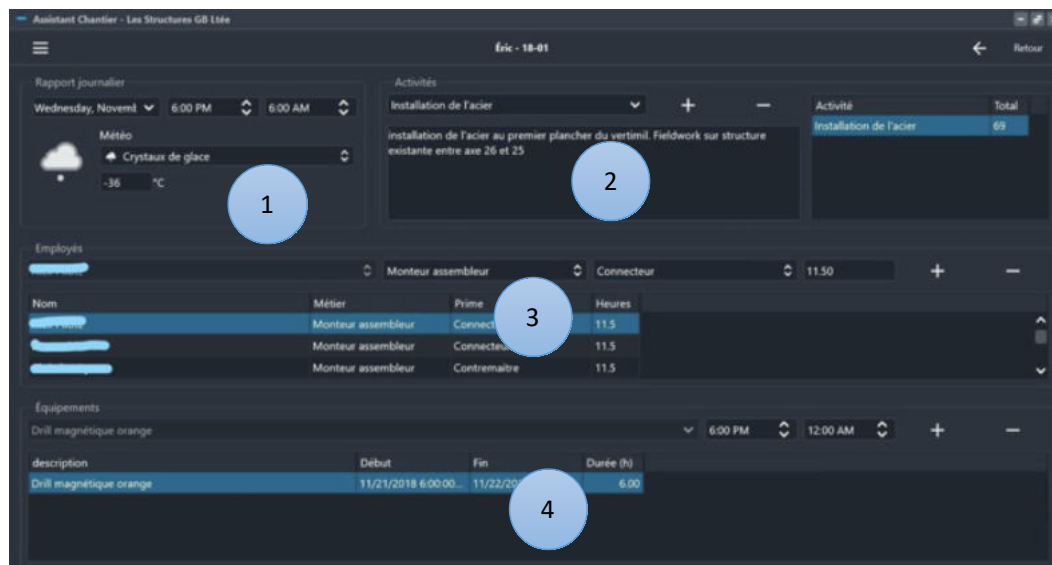 Assistant Chantier - Les Structures GB Ltée
Éric - 18-01
Retour
Rapport journalier
Wednesday, Novemb 6:00 PM 6:00 AM
Météo
Crystaux de glace
-36 °C
1
Activités
Installation de l'acier
installation de l'acier au premier plancher du vertimil. Fieldwork sur structure
existante entre axe 26 et 25
2
Activité Total
Installation de l'acier 69
Employés
Monteur assembleur Connecteur 11.50
Nom Métier Prime Heures
Monteur assembleur 11.5
Monteur assembleur 11.5
Monteur assembleur Contremaitre 11.5
3
Équipements
Drill magnétique orange 6:00 PM 12:00 AM
description Début Fin Durée (h)
Drill magnétique orange 11/21/2018 6:00:00... 6.00
4